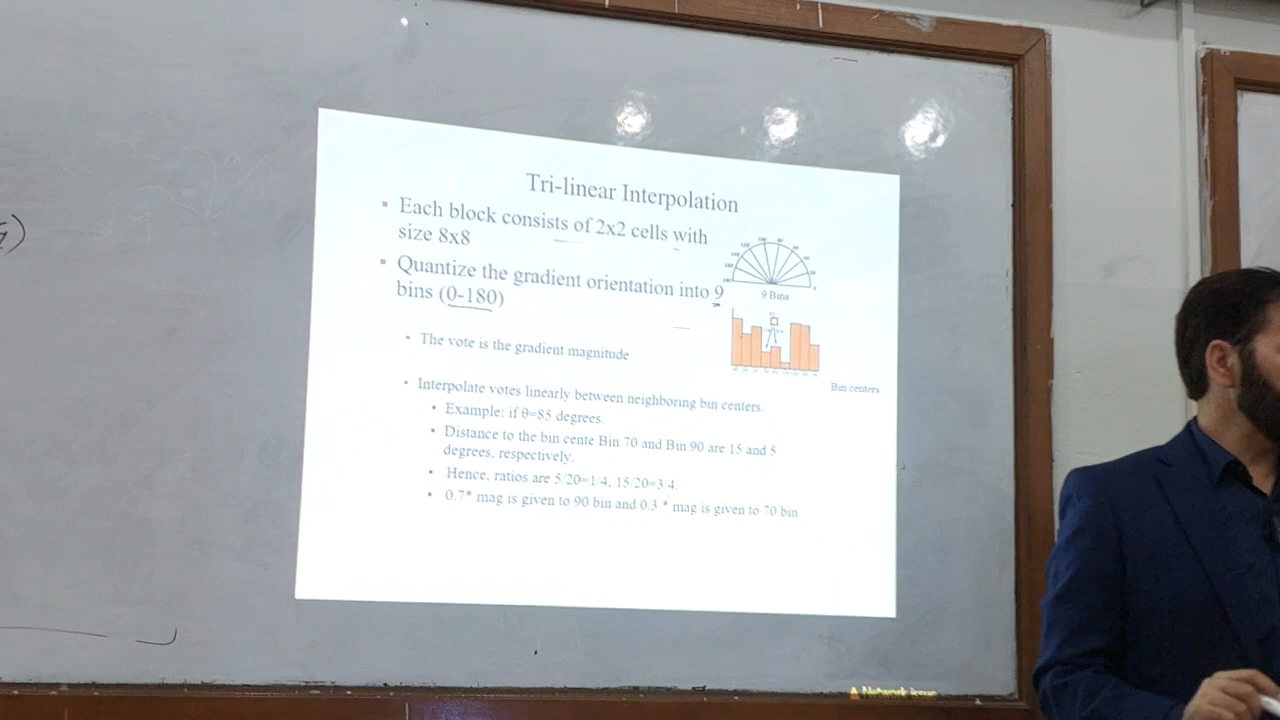 Tri-linear Interpolation
Each block consists of 2x2 cells with
size 8x8
Quantize the gradient orientation into 9
bins (0-180)
9 Bins
The vote is the gradient magnitude
Bin centers
Interpolate votes linearly between neighboring bin centers.
Example: if θ=85 degrees.
Distance to the bin cente Bin 70 and Bin 90 are 15 and 5
degrees, respectively.
Hence, ratios are 5/20=1/4, 15/20=3/4.
0.7* mag is given to 90 bin and 0.3 * mag is given to 70 bin
Network issue